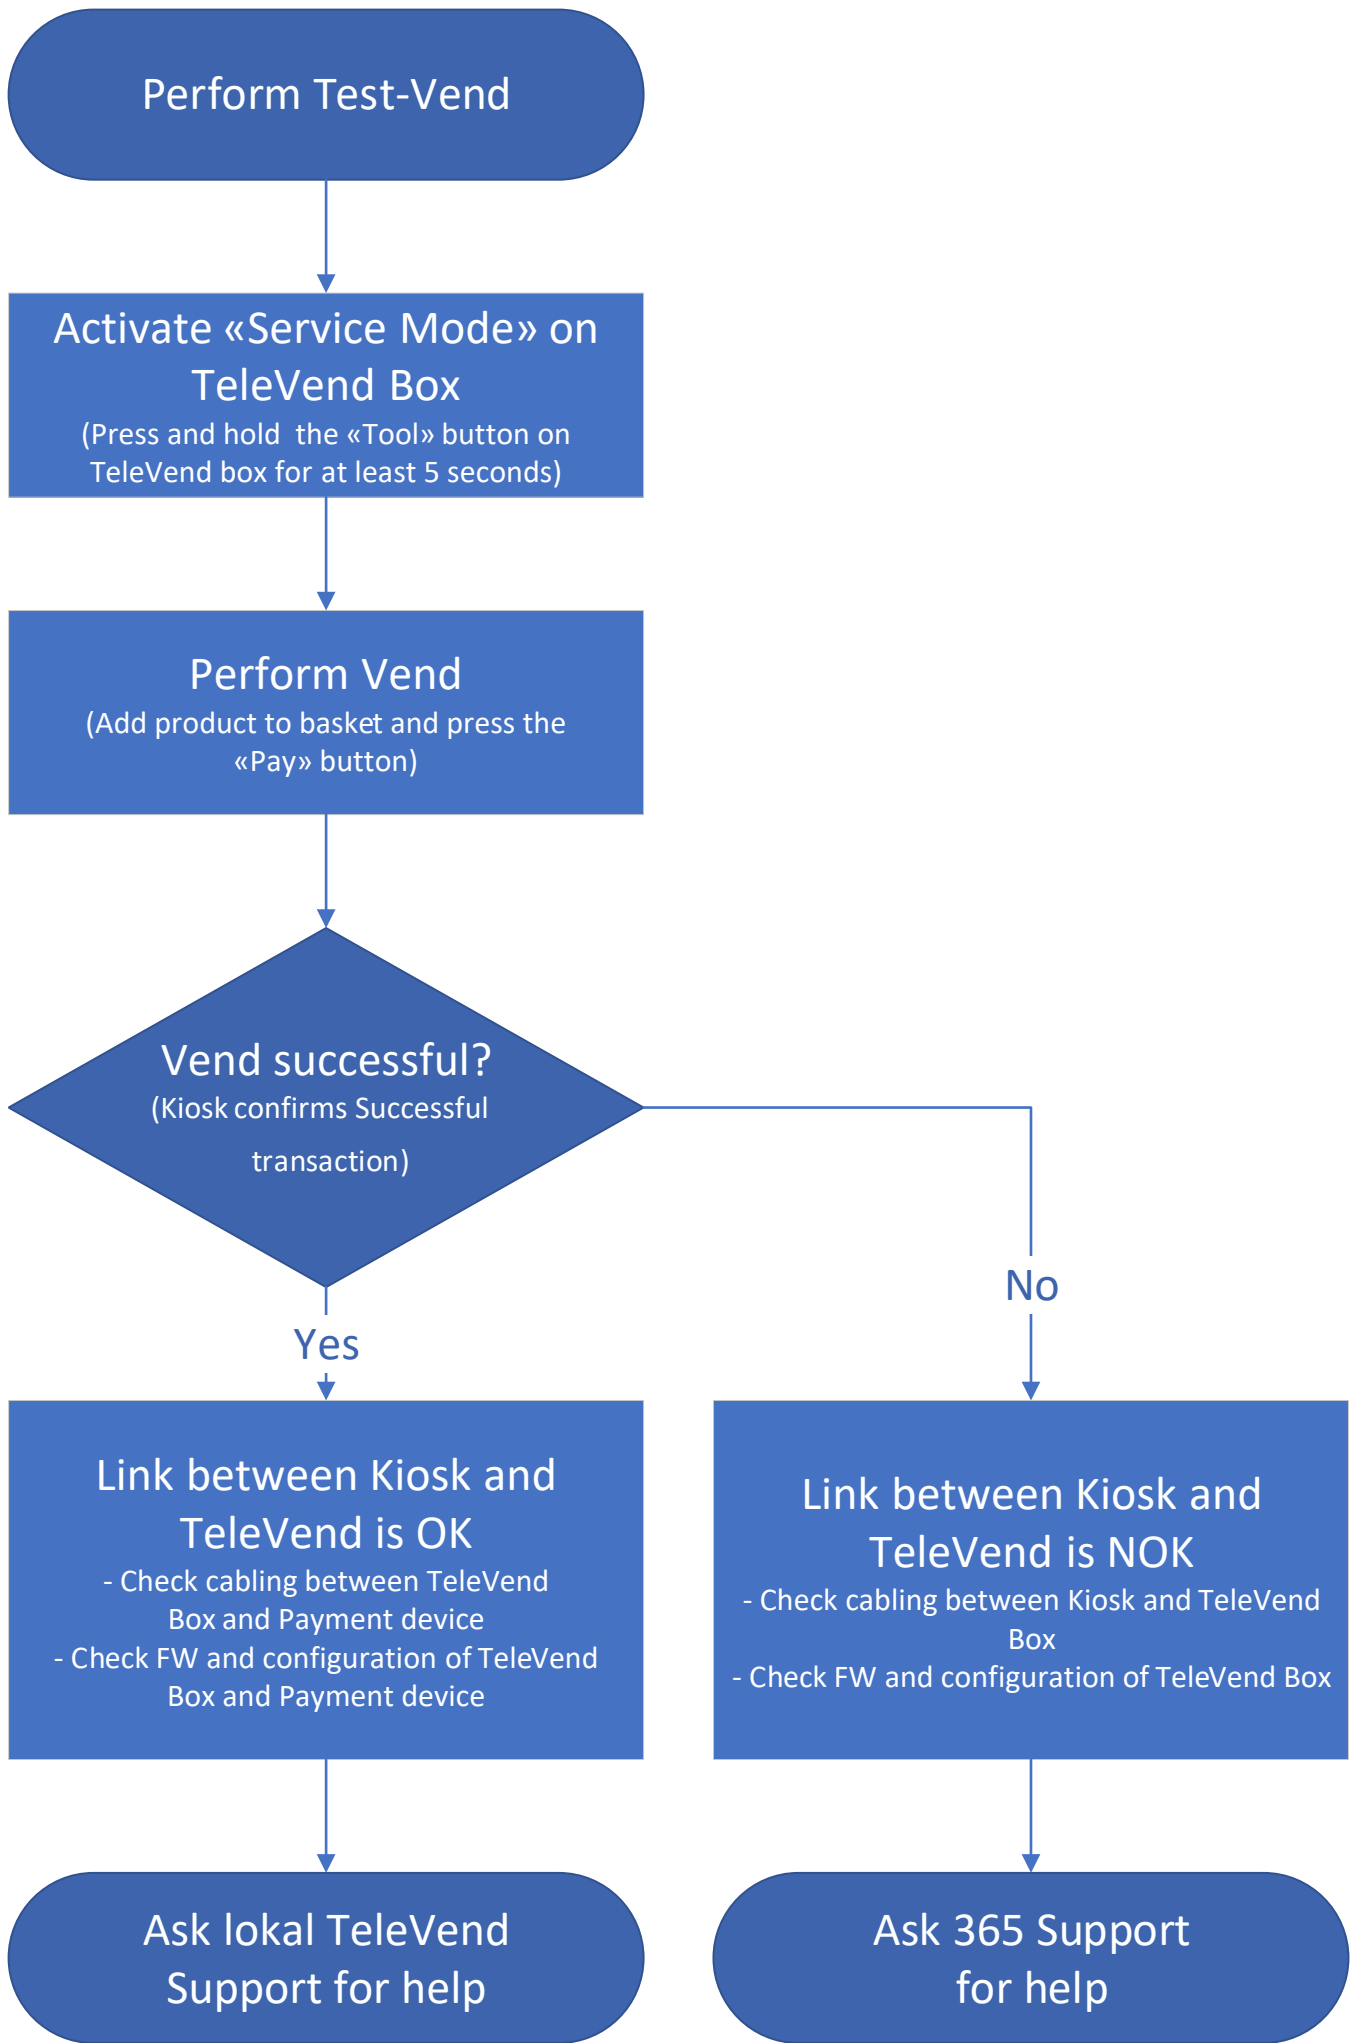 Perform Test-Vend
Activate «Service Mode» on
TeleVend Box
(Press and hold  the «Tool» button on
TeleVend box for at least 5 seconds)
Perform Vend
(Add product to basket and press the
«Pay» button)
Vend successful?
(Kiosk confirms Successful
transaction)
No
Yes
Link between Kiosk and
TeleVend is OK
- Check cabling between TeleVend
Box and Payment device
- Check FW and configuration of TeleVend
Box and Payment device
Link between Kiosk and
TeleVend is NOK
- Check cabling between Kiosk and TeleVend
Box
- Check FW and configuration of TeleVend Box
Ask lokal TeleVend
Support for help
Ask 365 Support
for help